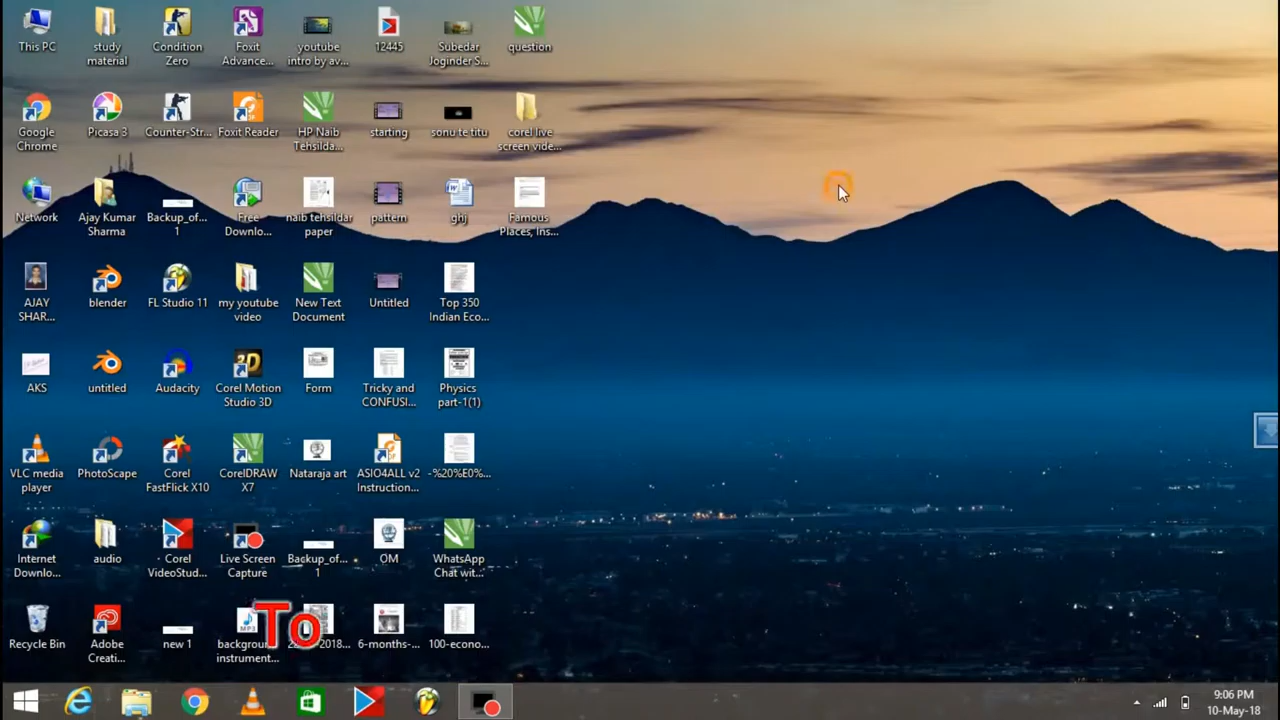 This PC
study
material
Condition
Zero
Foxit
Advance...
youtube
intro by av...
12445
Subedar
Joginder S...
question
Google
Chrome
Picasa 3
Counter-Str...
Foxit Reader
HP Naib
Tehsilda...
starting
sonu te titu
corel live
screen vide...
Network
Ajay Kumar
Sharma
Backup_of...
1
Free
Downlo...
naib tehsildar
paper
pattern
ghj
Famous
Places, Ins...
AJAY
SHAR...
blender
FL Studio 11
my youtube
video
New Text
Document
Untitled
Top 350
Indian Eco...
AKS
untitled
Audacity
Corel Motion
Studio 3D
Form
Tricky and
CONFUSI...
Physics
part-1(1)
VLC media
player
PhotoScape
Corel
FastFlick X10
CorelDRAW
X7
Nataraja art
ASIO4ALL v2
Instruction...
-%20%E0%...
Internet
Downlo...
audio
Corel
VideoStud...
Live Screen
Capture
Backup_of...
1
OM
WhatsApp
Chat wit...
Recycle Bin
Adobe
Creati...
new 1
background
instrument...
To
6-months-...
100-econo...
9:06 PM
10-May-18